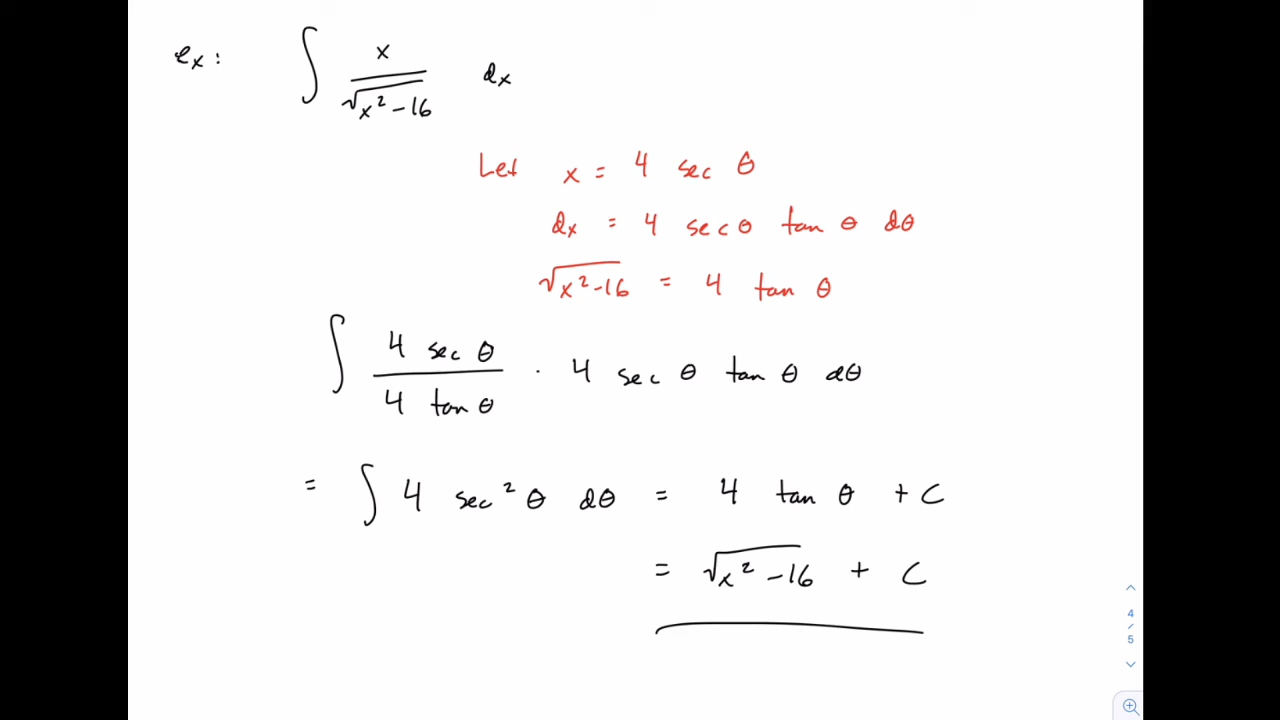 ex: ∫ x/√(x² - 16) dx
Let x = 4 sec θ
dx = 4 sec θ tan θ dθ
√(x² - 16) = 4 tan θ
∫ (4 sec θ)/(4 tan θ) · 4 sec θ tan θ dθ
= ∫ 4 sec² θ dθ = 4 tan θ + C
= √(x² - 16) + C
4
/
5